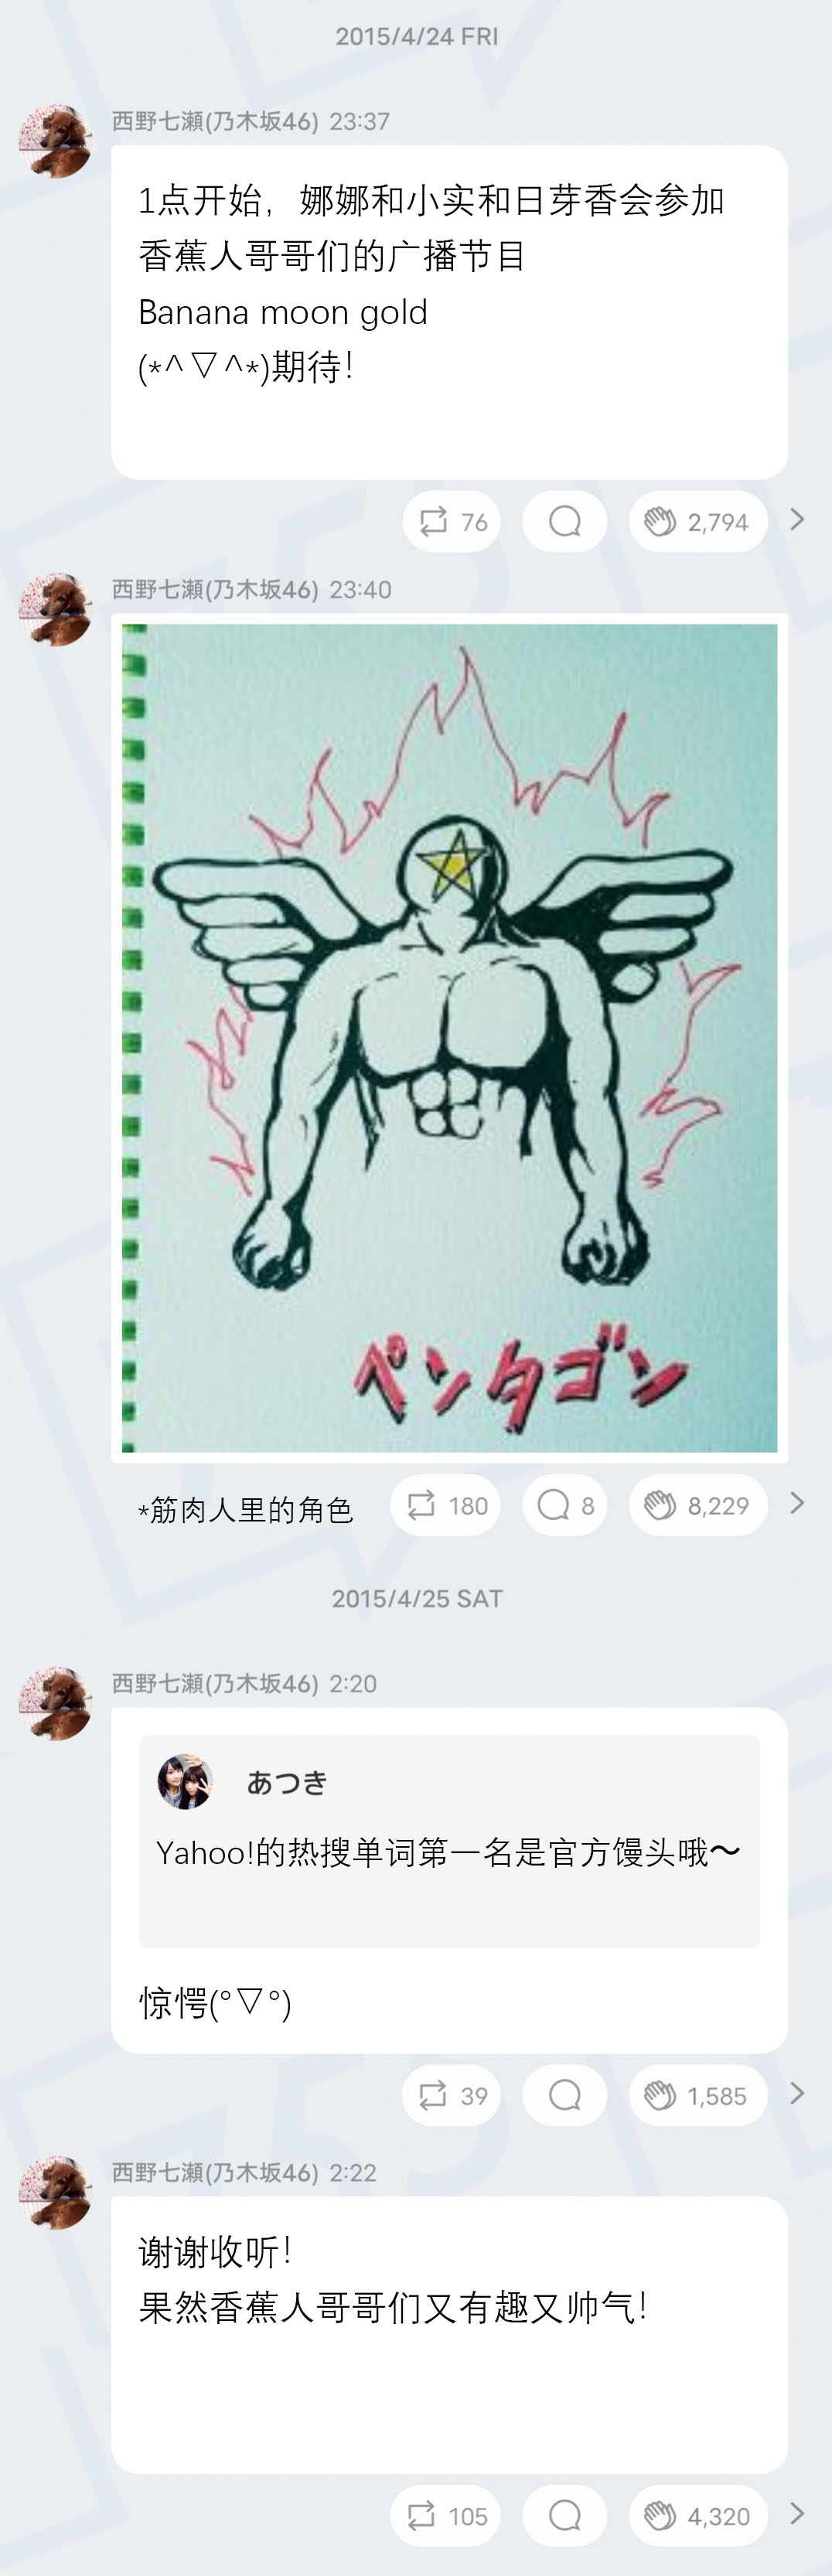 2015/4/24 FRI
西野七瀬(乃木坂46) 23:37
1点开始，娜娜和小实和日芽香会参加
香蕉人哥哥们的广播节目
Banana moon gold
(*^▽^*)期待！
76
2,794
西野七瀬(乃木坂46) 23:40
ペンタゴン
*筋肉人里的角色
180
8
8,229
2015/4/25 SAT
西野七瀬(乃木坂46) 2:20
あつき
Yahoo!的热搜单词第一名是官方馒头哦～
惊愕(°▽°)
39
1,585
西野七瀬(乃木坂46) 2:22
谢谢收听！
果然香蕉人哥哥们又有趣又帅气！
105
4,320